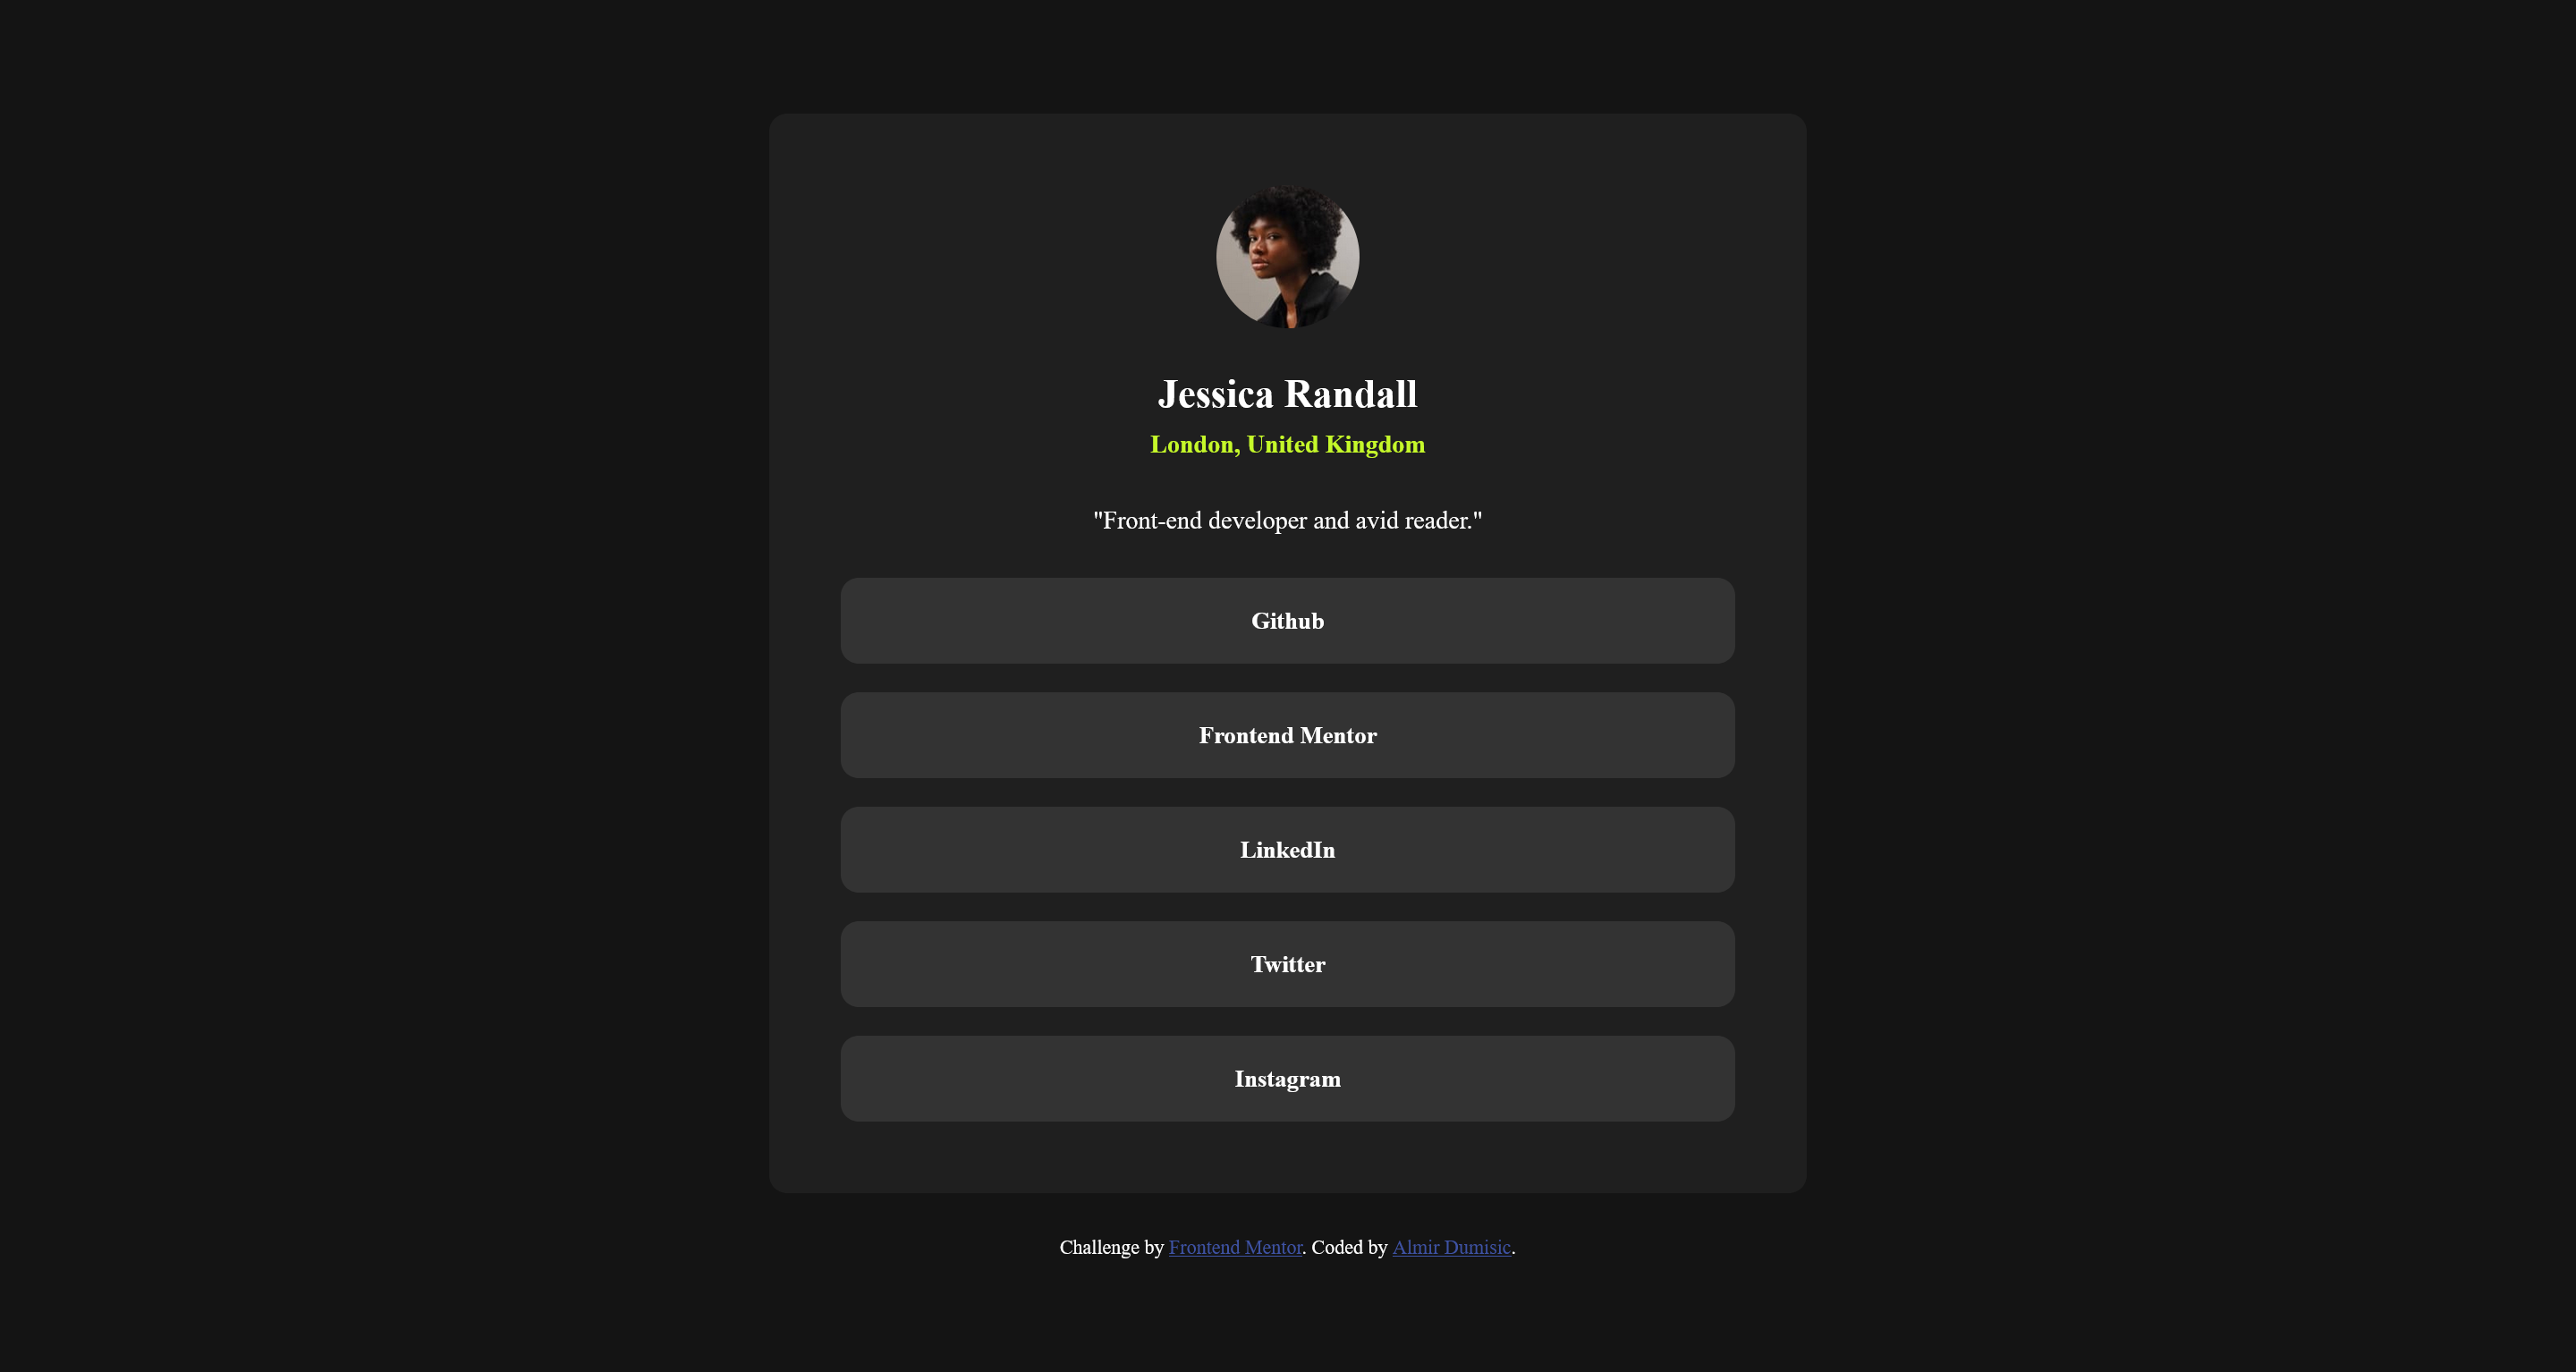 Jessica Randall
London, United Kingdom
"Front-end developer and avid reader."
Github
Frontend Mentor
LinkedIn
Twitter
Instagram
Challenge by Frontend Mentor. Coded by Almir Dumisic.